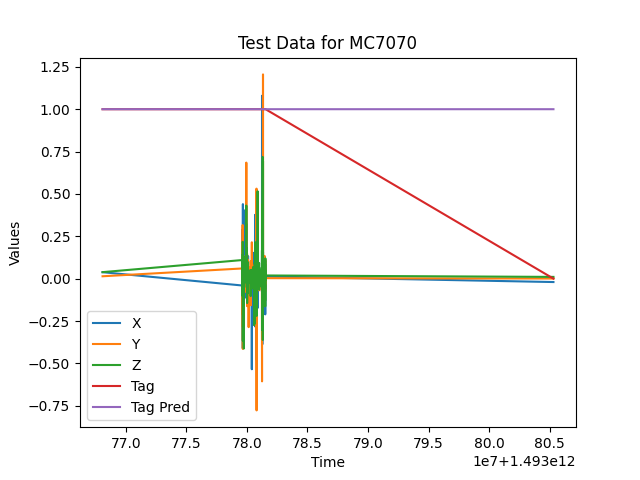 Test Data for MC7070
1.25
1.00
0.75
0.50
0.25
0.00
−0.25
−0.50
−0.75
Values
X
Y
Z
Tag
Tag Pred
77.0 77.5 78.0 78.5 79.0 79.5 80.0 80.5
Time
1e7+1.493e12